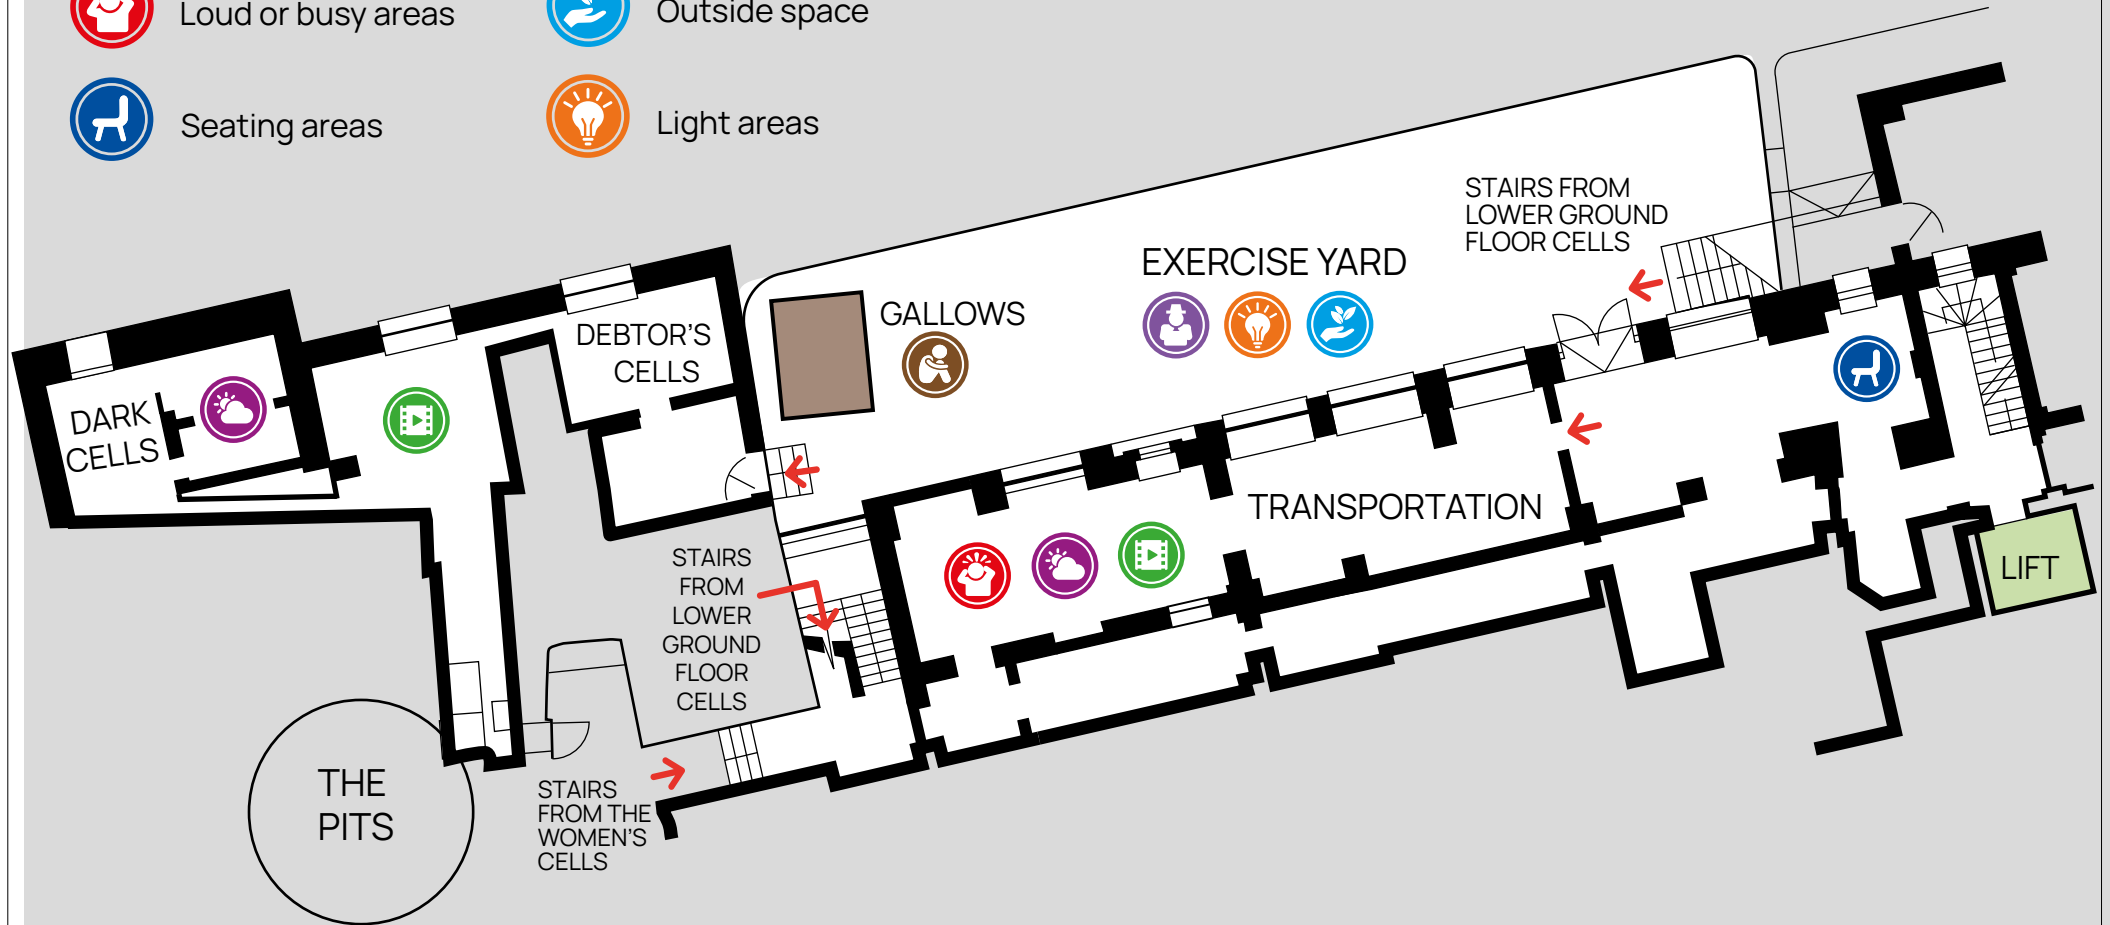 Loud or busy areas
Outside space
Seating areas
Light areas
STAIRS FROM
LOWER GROUND
FLOOR CELLS
EXERCISE YARD
GALLOWS
DEBTOR'S
CELLS
DARK
CELLS
TRANSPORTATION
STAIRS
FROM
LOWER
GROUND
FLOOR
CELLS
LIFT
THE
PITS
STAIRS
FROM THE
WOMEN'S
CELLS